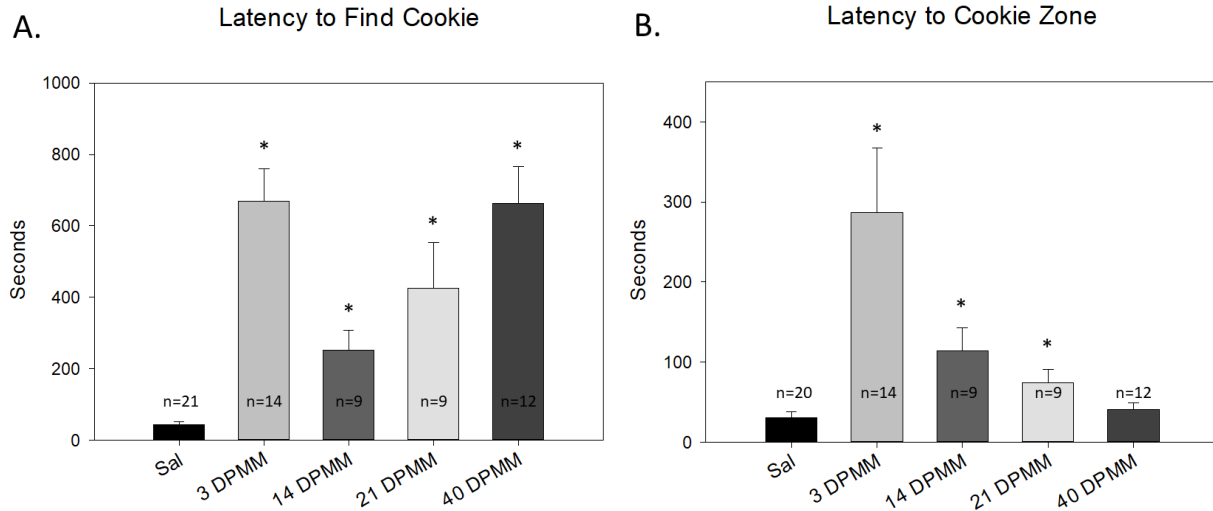 A.
Latency to Find Cookie
1000
800
600
400
200
0
Seconds
*
*
*
*
n=21
n=14
n=9
n=9
n=12
Sal
3 DPMM
14 DPMM
21 DPMM
40 DPMM
B.
Latency to Cookie Zone
400
300
200
100
0
Seconds
*
*
*
n=20
n=14
n=9
n=9
n=12
Sal
3 DPMM
14 DPMM
21 DPMM
40 DPMM